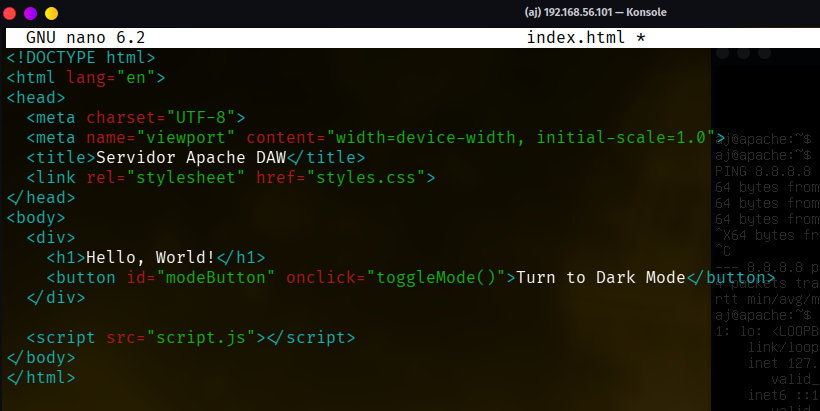 (aj) 192.168.56.101 — Konsole
GNU nano 6.2 index.html *
<!DOCTYPE html>
<html lang="en">
<head>
<meta charset="UTF-8">
<meta name="viewport" content="width=device-width, initial-scale=1.0">
<title>Servidor Apache DAW</title>
<link rel="stylesheet" href="styles.css">
</head>
<body>
<div>
<h1>Hello, World!</h1>
<button id="modeButton" onclick="toggleMode()">Turn to Dark Mode</button>
</div>
<script src="script.js"></script>
</body>
</html>
aj@apache:~$
aj@apache:~$
PING 8.8.8.8
64 bytes from
64 bytes from
64 bytes from
^X64 bytes fr
^C
--- 8.8.8.8 p
packets tra
rtt min/avg/m
aj@apache:~$
1: lo: <LOOPB
link/loop
inet 127.
valid_
inet6 ::1
valid_